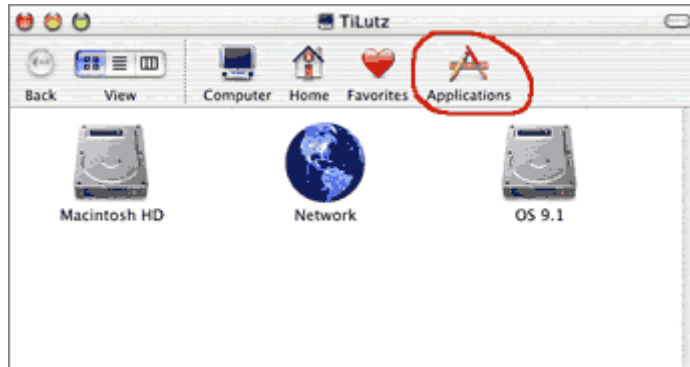 TiLutz
Back View Computer Home Favorites Applications
Macintosh HD Network OS 9.1